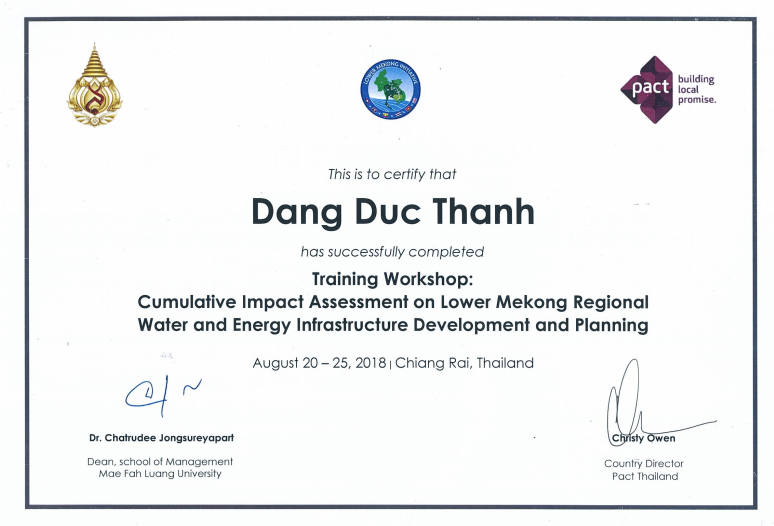 LOWER MEKONG INITIATIVE
pact
building
local
promise.
This is to certify that
Dang Duc Thanh
has successfully completed
Training Workshop:
Cumulative Impact Assessment on Lower Mekong Regional
Water and Energy Infrastructure Development and Planning
August 20 – 25, 2018 | Chiang Rai, Thailand
Dr. Chatrudee Jongsureyapart
Dean, school of Management
Mae Fah Luang University
Christy Owen
Country Director
Pact Thailand